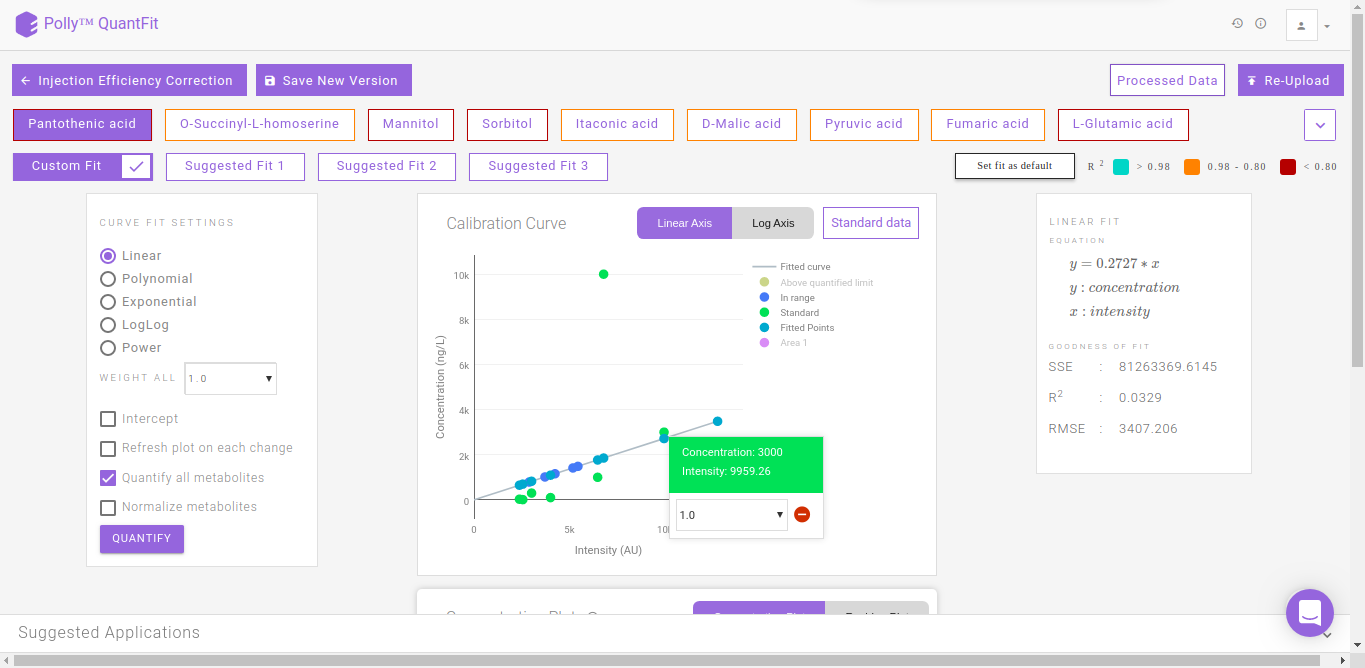 Polly™ QuantFit
Injection Efficiency Correction
Save New Version
Processed Data
Re-Upload
Pantothenic acid
O-Succinyl-L-homoserine
Mannitol
Sorbitol
Itaconic acid
D-Malic acid
Pyruvic acid
Fumaric acid
L-Glutamic acid
Custom Fit
Suggested Fit 1
Suggested Fit 2
Suggested Fit 3
Set fit as default
R 2
> 0.98
0.98 - 0.80
< 0.80
CURVE FIT SETTINGS
Linear
Polynomial
Exponential
LogLog
Power
WEIGHT ALL
1.0
Intercept
Refresh plot on each change
Quantify all metabolites
Normalize metabolites
QUANTIFY
Calibration Curve
Linear Axis
Log Axis
Standard data
Fitted curve
Above quantified limit
In range
Standard
Fitted Points
Area 1
10k
8k
6k
4k
2k
0
Concentration (ng/L)
0
5k
Intensity (AU)
Concentration: 3000
Intensity: 9959.26
1.0
LINEAR FIT
EQUATION
y = 0.2727 ∗ x
y : concentration
x : intensity
GOODNESS OF FIT
SSE : 81263369.6145
R2 : 0.0329
RMSE : 3407.206
Suggested Applications